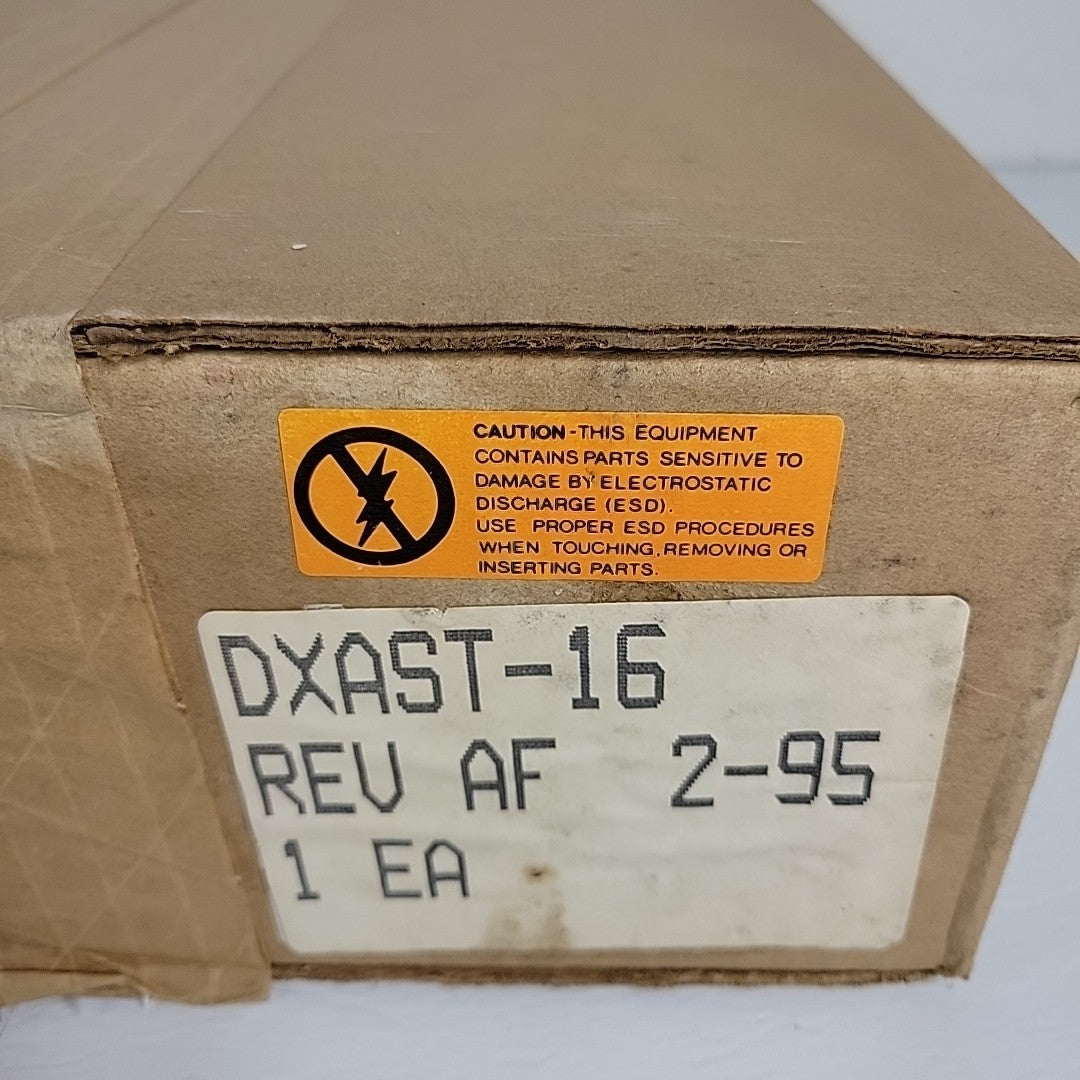 CAUTION-THIS EQUIPMENT
CONTAINS PARTS SENSITIVE TO
DAMAGE BY ELECTROSTATIC
DISCHARGE (ESD).
USE PROPER ESD PROCEDURES
WHEN TOUCHING, REMOVING OR
INSERTING PARTS.
DXAST-16
REV AF 2-95
1 EA